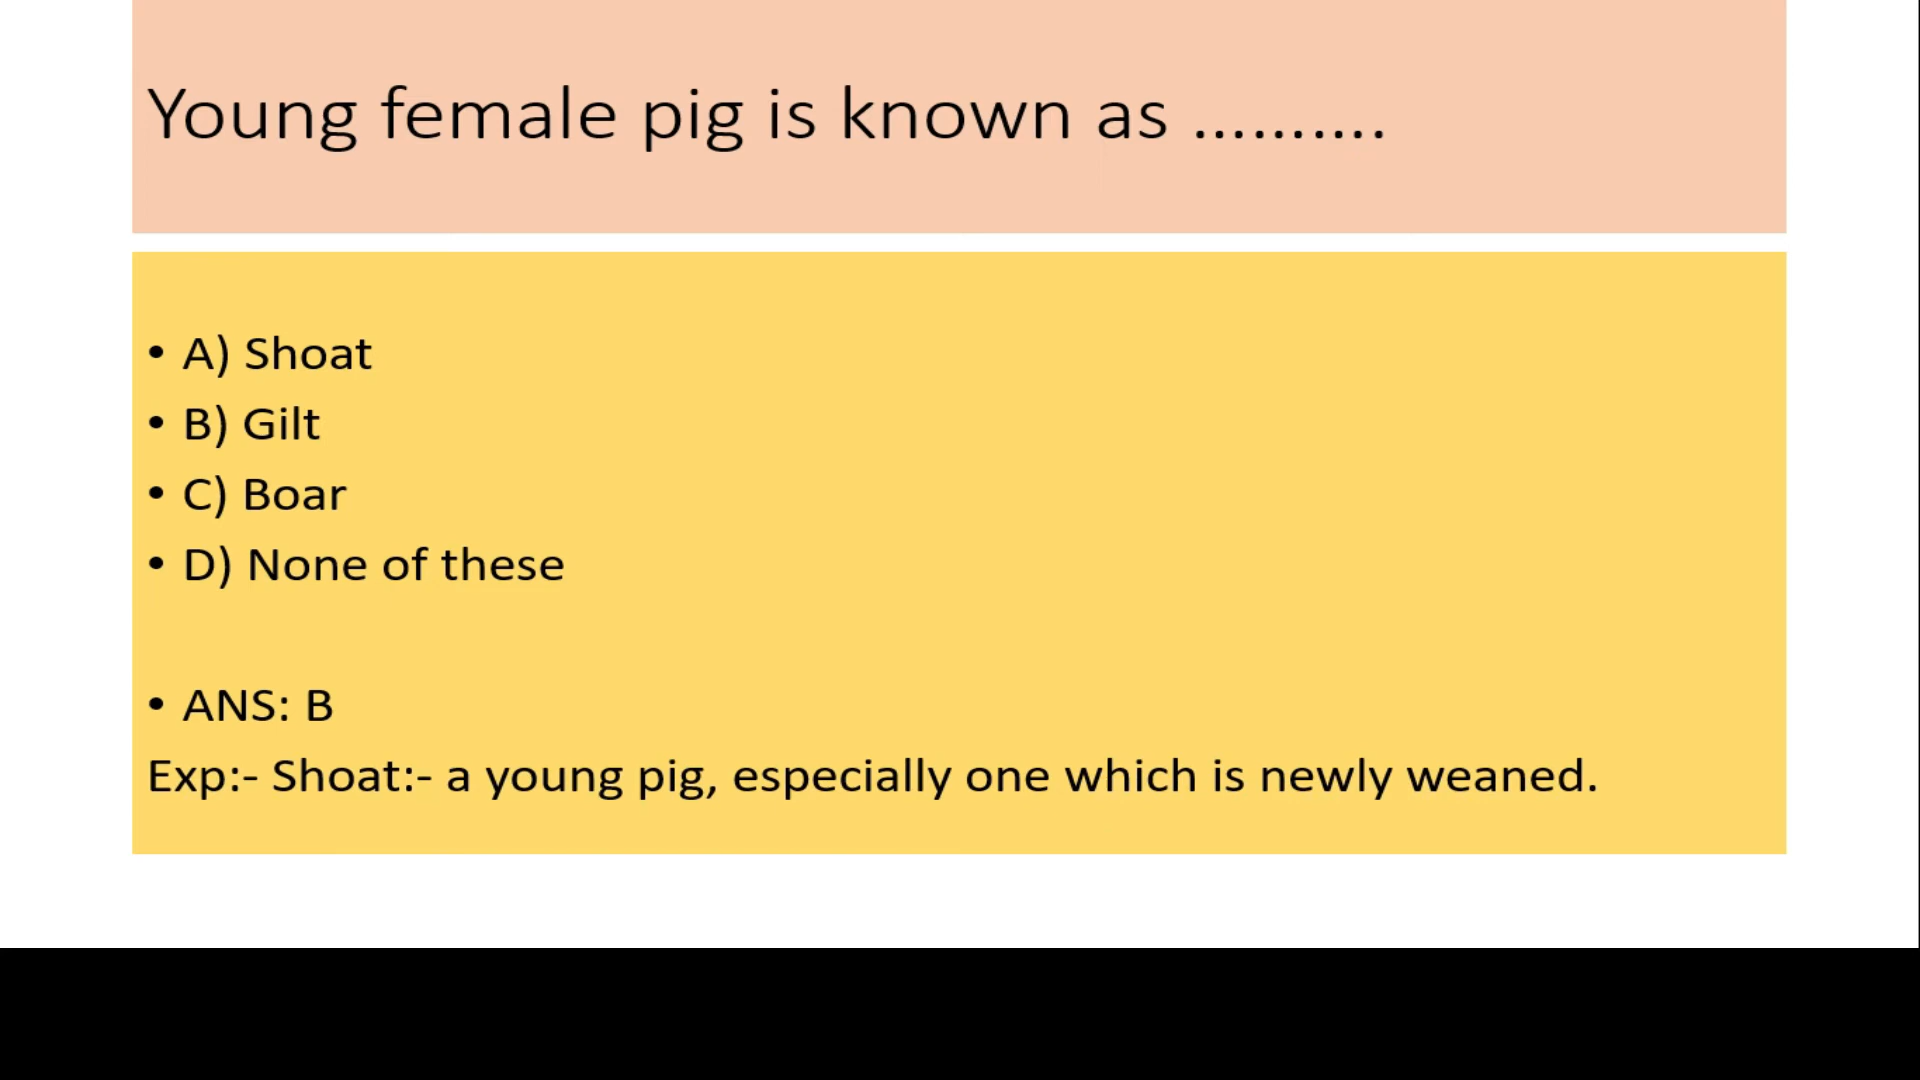 Young female pig is known as ..........
• A) Shoat
• B) Gilt
• C) Boar
• D) None of these
• ANS: B
Exp:- Shoat:- a young pig, especially one which is newly weaned.